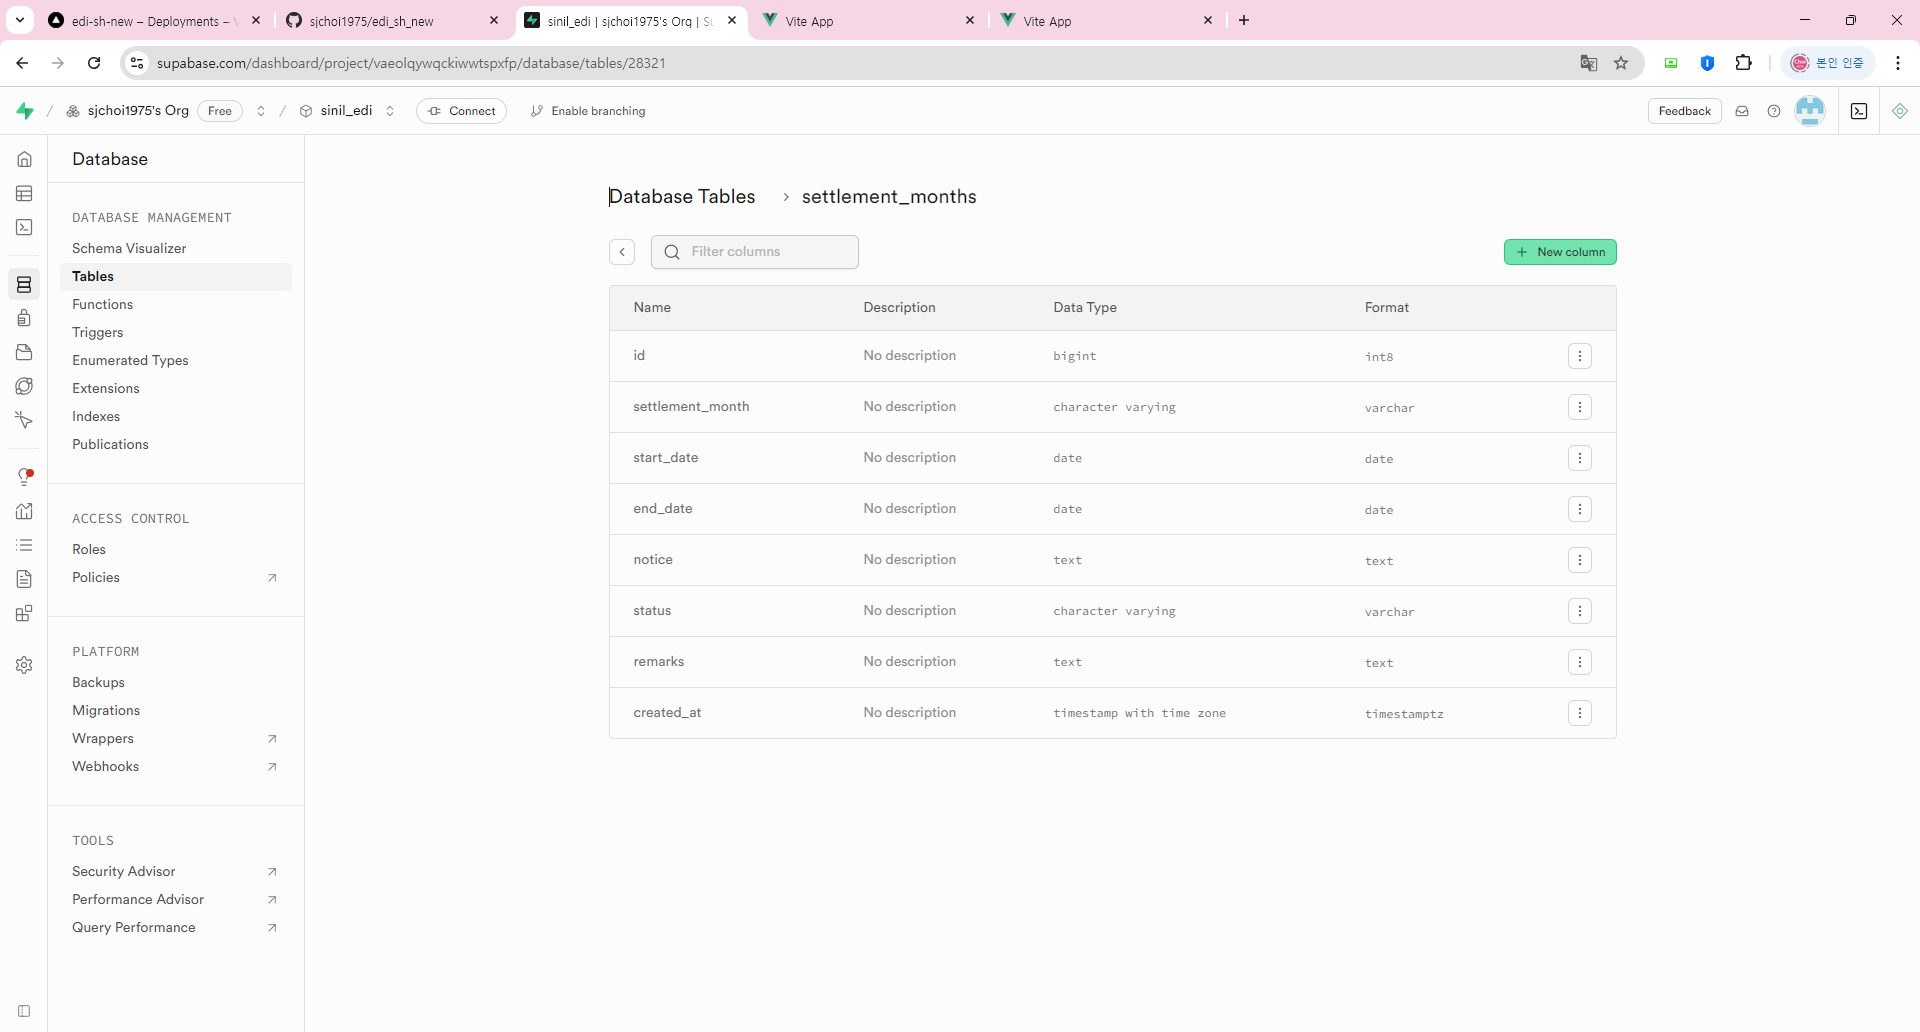 edi-sh-new – Deployments – V
sjchoi1975/edi_sh_new
sinil_edi | sjchoi1975's Org | Su
Vite App
Vite App
supabase.com/dashboard/project/vaeolqywqckiwwtspxfp/database/tables/28321
본인 인증
sjchoi1975's Org
Free
sinil_edi
Connect
Enable branching
Feedback
Database
DATABASE MANAGEMENT
Schema Visualizer
Tables
Functions
Triggers
Enumerated Types
Extensions
Indexes
Publications
ACCESS CONTROL
Roles
Policies
PLATFORM
Backups
Migrations
Wrappers
Webhooks
TOOLS
Security Advisor
Performance Advisor
Query Performance
Database Tables > settlement_months
Filter columns
New column
Name Description Data Type Format
id No description bigint int8
settlement_month No description character varying varchar
start_date No description date date
end_date No description date date
notice No description text text
status No description character varying varchar
remarks No description text text
created_at No description timestamp with time zone timestamptz